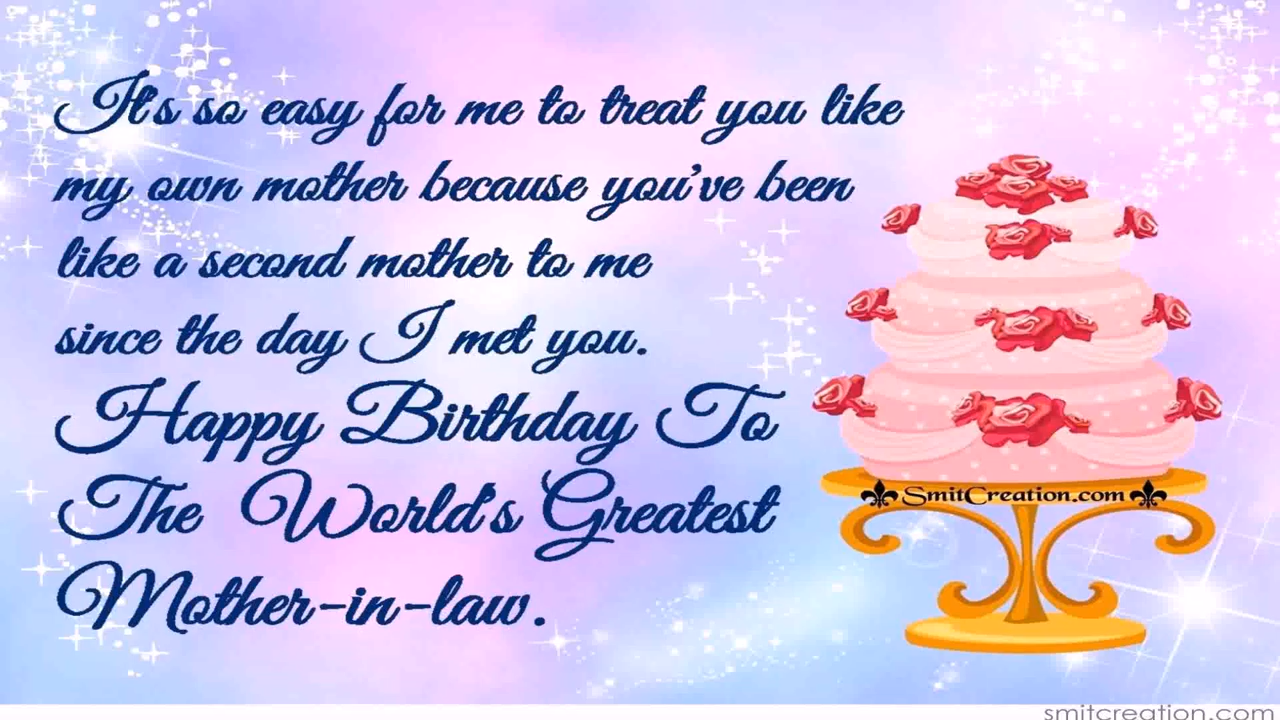 It's so easy for me to treat you like
my own mother because you've been
like a second mother to me
since the day I met you.
Happy Birthday To
The World's Greatest
Mother-in-law.
SmitCreation.com
smitcreation.com